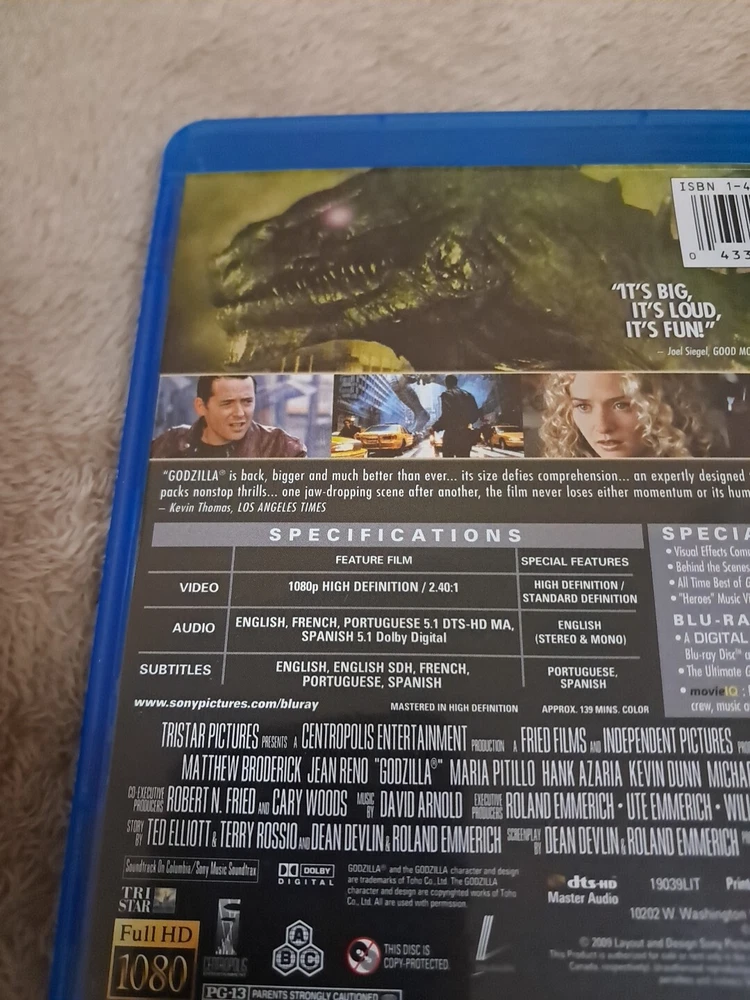 ISBN 1-4
0 433
"IT'S BIG,
IT'S LOUD,
IT'S FUN!"
– Joel Siegel, GOOD MO
"GODZILLA® is back, bigger and much better than ever... its size defies comprehension... an expertly designed
packs nonstop thrills... one jaw-dropping scene after another, the film never loses either momentum or its hum
– Kevin Thomas, LOS ANGELES TIMES
SPECIFICATIONS
FEATURE FILM SPECIAL FEATURES
VIDEO 1080p HIGH DEFINITION / 2.40:1 HIGH DEFINITION / STANDARD DEFINITION
AUDIO ENGLISH, FRENCH, PORTUGUESE 5.1 DTS-HD MA, SPANISH 5.1 Dolby Digital ENGLISH (STEREO & MONO)
SUBTITLES ENGLISH, ENGLISH SDH, FRENCH, PORTUGUESE, SPANISH PORTUGUESE, SPANISH
www.sonypictures.com/bluray MASTERED IN HIGH DEFINITION APPROX. 139 MINS. COLOR
SPECIA
• Visual Effects Com
• Behind the Scenes
• All Time Best of G
• "Heroes" Music V
BLU-RA
• A DIGITAL
Blu-ray Disc™ a
• The Ultimate G
• movieIQ :
crew, music a
TRISTAR PICTURES PRESENTS A CENTROPOLIS ENTERTAINMENT PRODUCTION A FRIED FILMS AND INDEPENDENT PICTURES
MATTHEW BRODERICK JEAN RENO "GODZILLA®" MARIA PITILLO HANK AZARIA KEVIN DUNN MICHA
CO-EXECUTIVE PRODUCERS ROBERT N. FRIED AND CARY WOODS MUSIC BY DAVID ARNOLD EXECUTIVE PRODUCERS ROLAND EMMERICH • UTE EMMERICH • WIL
STORY BY TED ELLIOTT & TERRY ROSSIO AND DEAN DEVLIN & ROLAND EMMERICH SCREENPLAY BY DEAN DEVLIN & ROLAND EMMERICH
Soundtrack On Columbia/Sony Music Soundtrax
DOLBY
DIGITAL
GODZILLA® and the GODZILLA character and design
are trademarks of Toho Co., Ltd. The GODZILLA
character and design are copyrighted works of Toho
Co., Ltd. All are used with permission.
dts-HD
Master Audio
19039LIT Print
10202 W. Washington
© 2009 Layout and Design Sony
This Product is authorized for sale
TRI
STAR
Full HD
1080
CENTROPOLIS
A
B C
THIS DISC IS
COPY-PROTECTED.
PG-13 PARENTS STRONGLY CAUTIONED